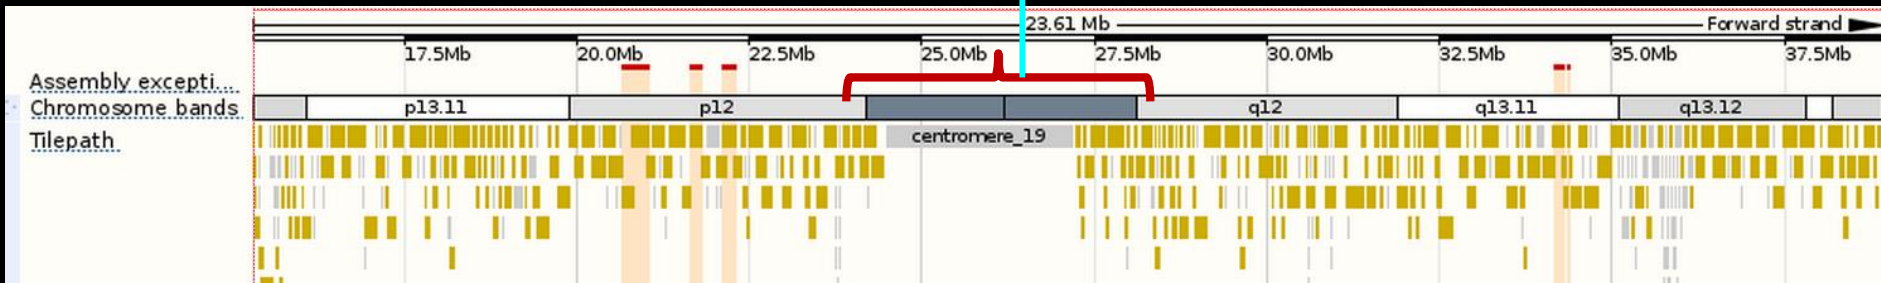 23.61 Mb Forward strand
17.5Mb 20.0Mb 22.5Mb 25.0Mb 27.5Mb 30.0Mb 32.5Mb 35.0Mb 37.5Mb
Assembly excepti...
Chromosome bands p13.11 p12 q12 q13.11 q13.12
Tilepath centromere_19